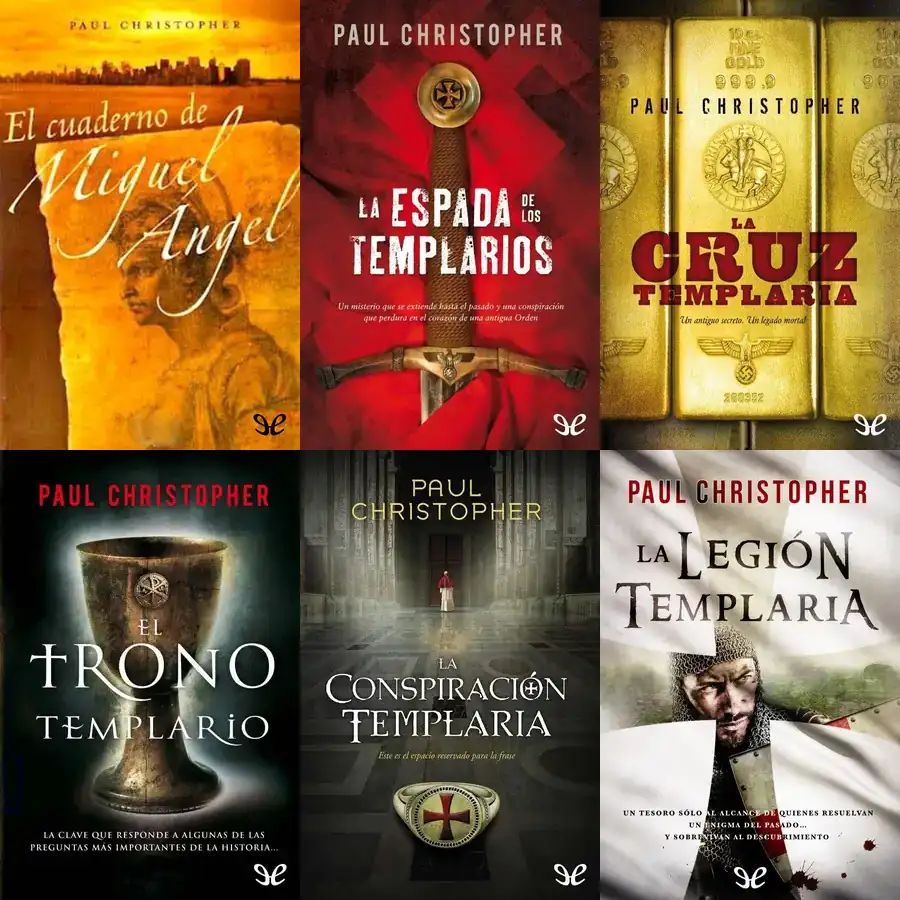 PAUL CHRISTOPHER
El cuaderno de
Miguel
Ángel
PAUL CHRISTOPHER
LA ESPADA DE LOS
TEMPLARIOS
Un misterio que se extiende hasta el pasado y una conspiración
que perdura en el corazón de una antigua Orden
FINE
GOLD
999,9
PAUL CHRISTOPHER
LA
CRUZ
TEMPLARIA
Un antiguo secreto. Un legado mortal
PAUL CHRISTOPHER
EL
TRONO
TEMPLARIO
LA CLAVE QUE RESPONDE A ALGUNAS DE LAS
PREGUNTAS MÁS IMPORTANTES DE LA HISTORIA...
PAUL
CHRISTOPHER
LA
CONSPIRACIÓN
TEMPLARIA
Este es el espacio reservado para la frase
PAUL CHRISTOPHER
LA LEGIÓN
TEMPLARIA
UN TESORO SÓLO AL ALCANCE DE QUIENES RESUELVAN
UN ENIGMA DEL PASADO...
Y SOBREVIVAN AL DESCUBRIMIENTO